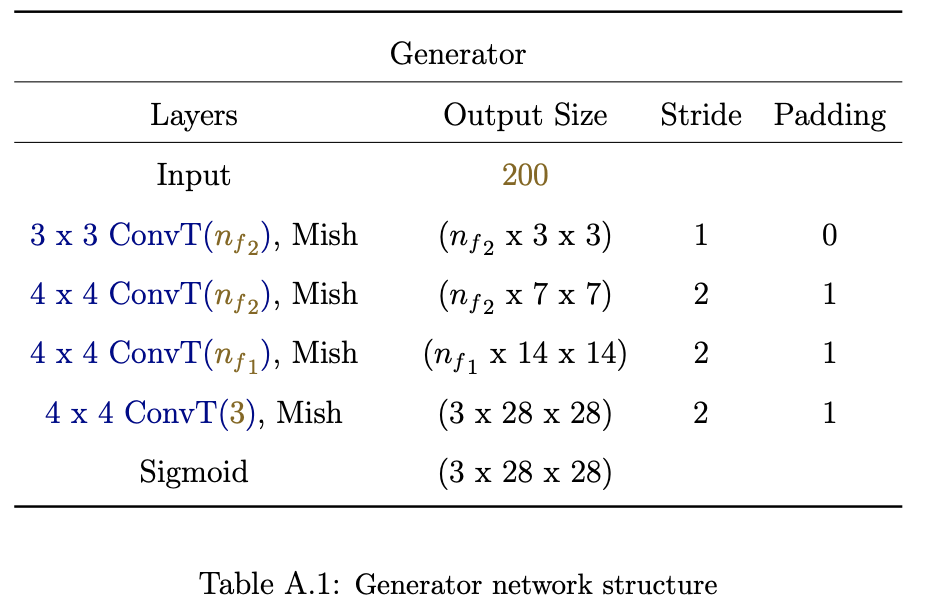 Generator
Layers Output Size Stride Padding
Input 200
3 x 3 ConvT(n_{f_2}), Mish (n_{f_2} x 3 x 3) 1 0
4 x 4 ConvT(n_{f_2}), Mish (n_{f_2} x 7 x 7) 2 1
4 x 4 ConvT(n_{f_1}), Mish (n_{f_1} x 14 x 14) 2 1
4 x 4 ConvT(3), Mish (3 x 28 x 28) 2 1
Sigmoid (3 x 28 x 28)
Table A.1: Generator network structure